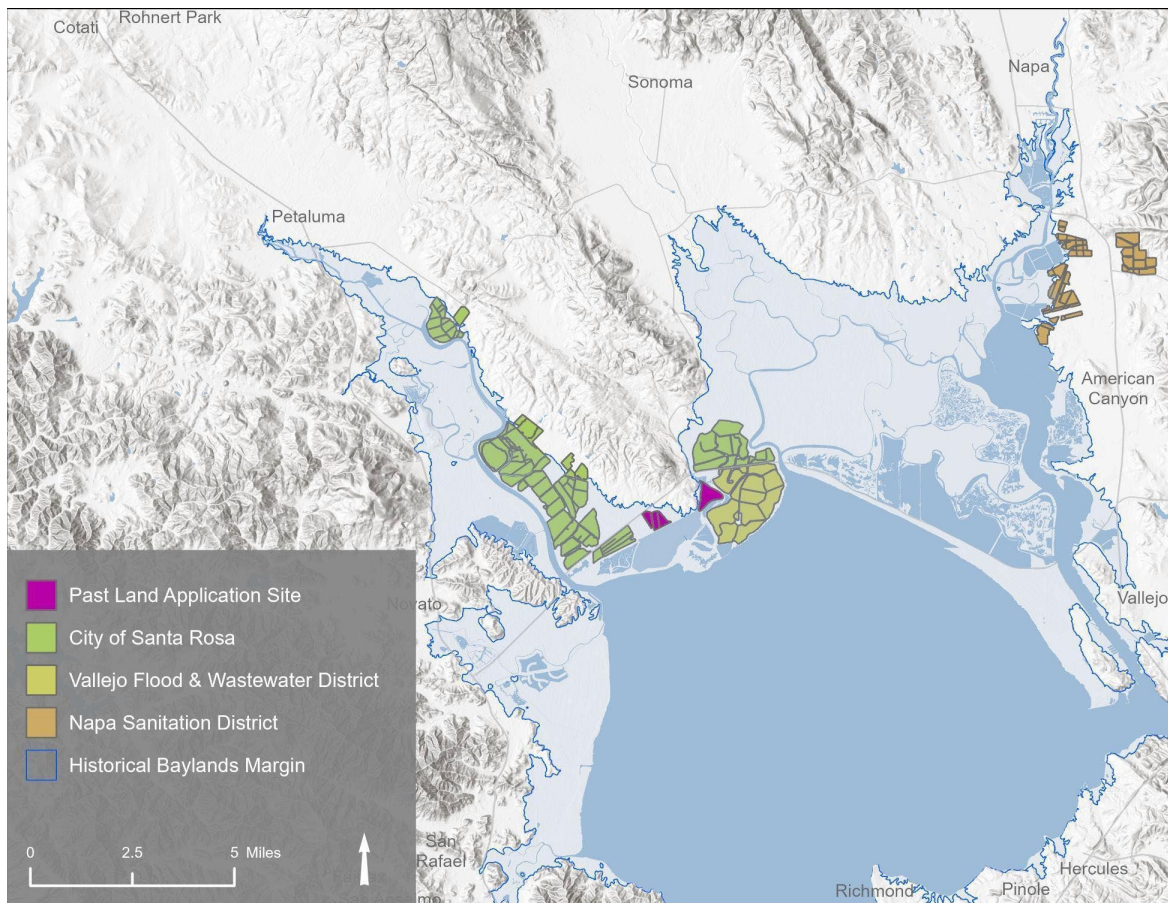 Rohnert Park
Cotati
Sonoma
Napa
Petaluma
American
Canyon
Past Land Application Site
City of Santa Rosa
Vallejo Flood & Wastewater District
Napa Sanitation District
Historical Baylands Margin
Novato
Vallejo
0 2.5 5 Miles
San
Rafael
Richmond
Pinole
Hercules